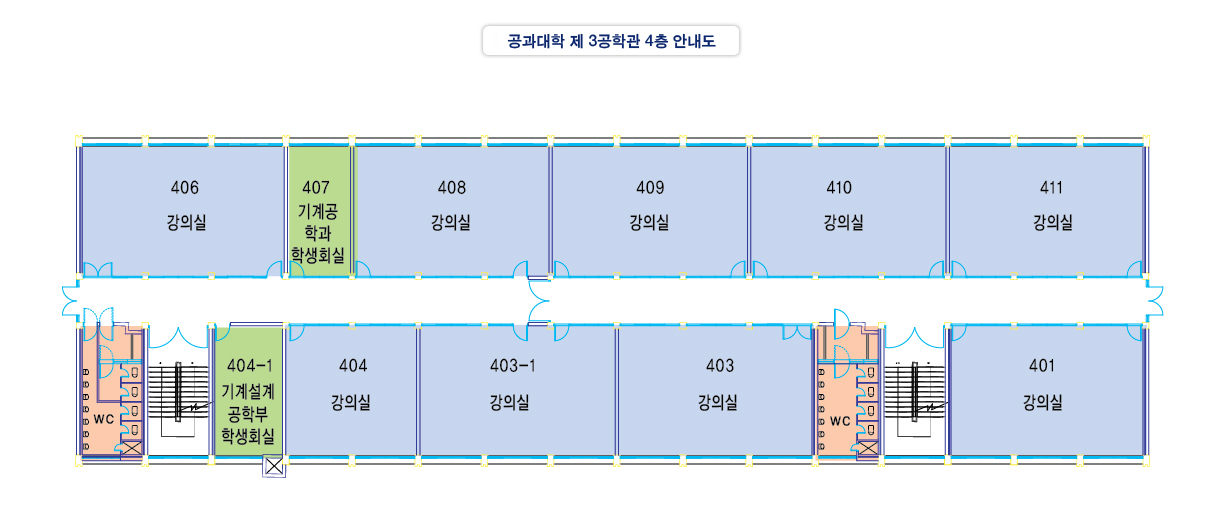 공과대학 제 3공학관 4층 안내도
406
강의실
407
기계공
학과
학생회실
408
강의실
409
강의실
410
강의실
411
강의실
WC
404-1
기계설계
공학부
학생회실
404
강의실
403-1
강의실
403
강의실
WC
401
강의실